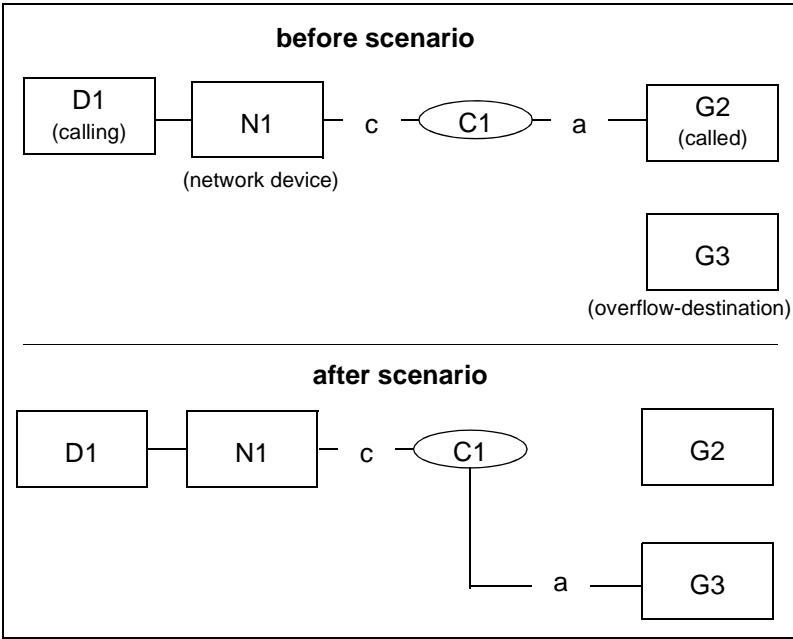 before scenario
D1
(calling)
N1
(network device)
c
C1
a
G2
(called)
G3
(overflow-destination)
after scenario
D1
N1
c
C1
G2
a
G3